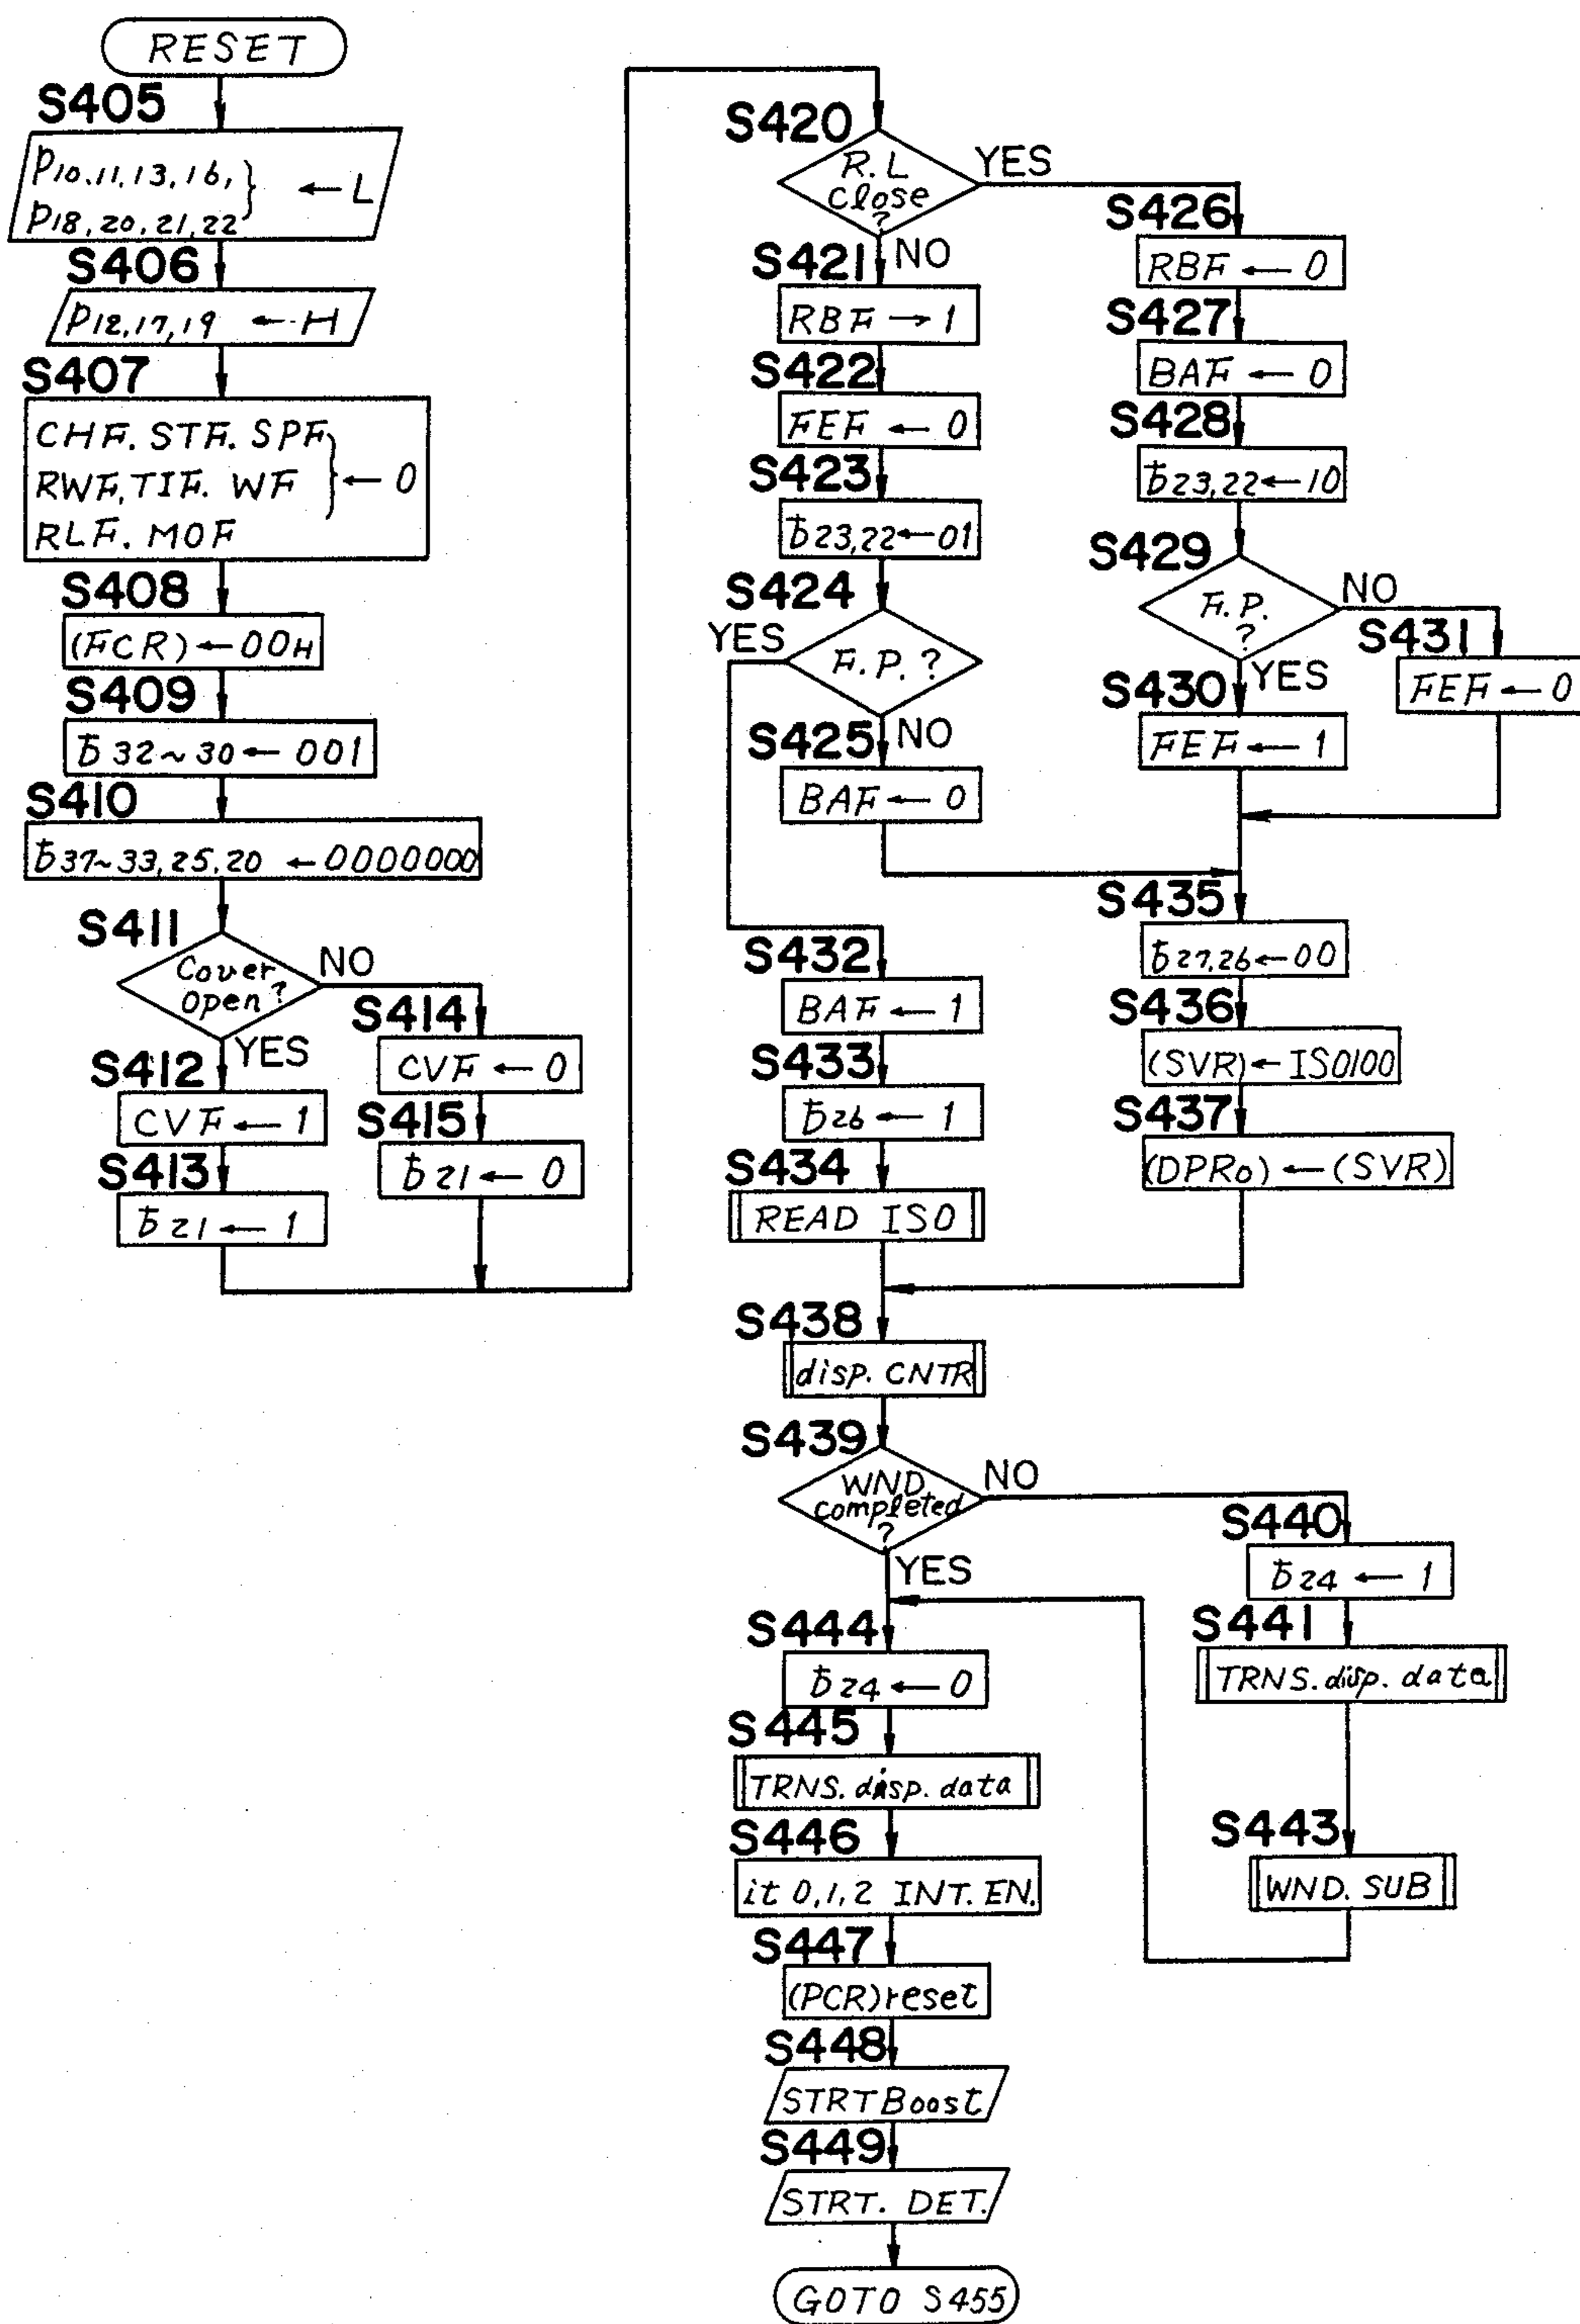 RESET
S405
P10.11,13,16,
P18,20,21,22 } ← L
S406
P12,17,19 ← H
S407
CHF. STF. SPF
RWF, TIF. WF } ← 0
RLF. MOF
S408
(FCR) ← 00H
S409
b32~30 ← 001
S410
b37~33,25,20 ← 0000000
S411
Cover
Open?
NO
YES
S412
CVF ← 1
S413
b21 ← 1
S414
CVF ← 0
S415
b21 ← 0
S420
R.L
close
?
YES
NO
S421
RBF → 1
S422
FEF ← 0
S423
b23,22 ← 01
S424
YES
F.P.?
NO
S425
BAF ← 0
S426
RBF ← 0
S427
BAF ← 0
S428
b23,22 ← 10
S429
F.P.
?
NO
YES
S430
FEF ← 1
S431
FEF ← 0
S432
BAF ← 1
S433
b26 ← 1
S434
READ ISO
S435
b27,26 ← 00
S436
(SVR) ← ISO100
S437
(DPR0) ← (SVR)
S438
disp. CNTR
S439
WND
completed
?
NO
YES
S440
b24 ← 1
S441
TRNS. disp. data
S443
WND. SUB
S444
b24 ← 0
S445
TRNS. disp. data
S446
it 0,1,2 INT. EN.
S447
(PCR)reset
S448
STRT Boost
S449
STRT. DET.
GOTO S455